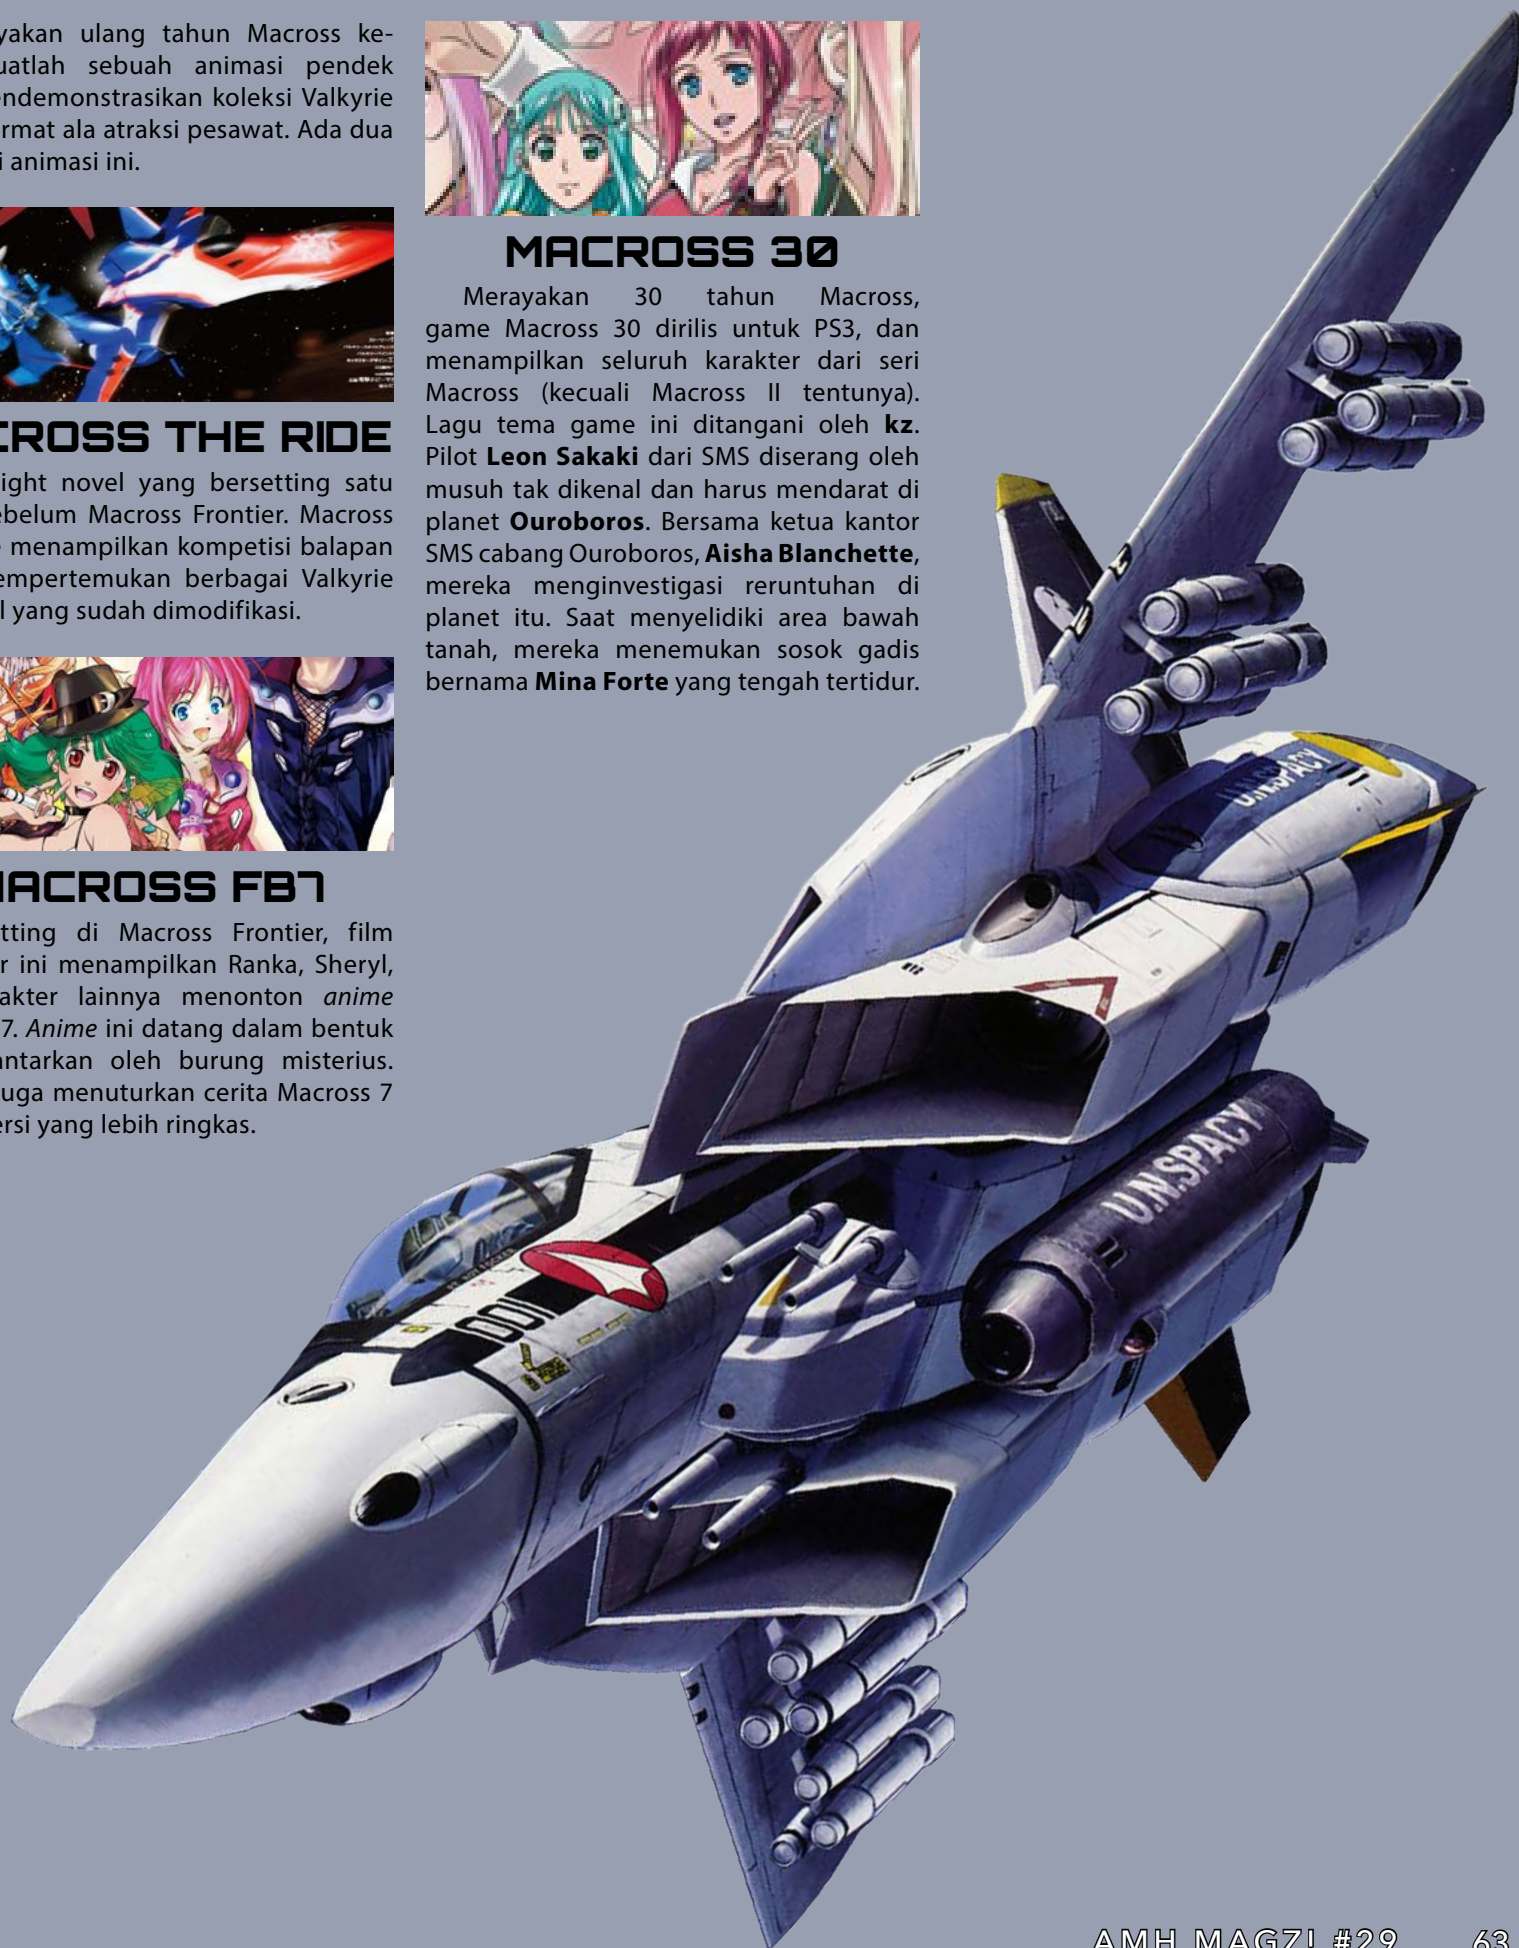 yakan ulang tahun Macross ke-
uatlah sebuah animasi pendek
endemonstrasikan koleksi Valkyrie
rmat ala atraksi pesawat. Ada dua
i animasi ini.
CROSS THE RIDE
ight novel yang bersetting satu
ebelum Macross Frontier. Macross
e menampilkan kompetisi balapan
empertemukan berbagai Valkyrie
l yang sudah dimodifikasi.
MACROSS FB7
tting di Macross Frontier, film
r ini menampilkan Ranka, Sheryl,
akter lainnya menonton anime
7. Anime ini datang dalam bentuk
antarkan oleh burung misterius.
uga menuturkan cerita Macross 7
ersi yang lebih ringkas.
MACROSS 30
Merayakan 30 tahun Macross,
game Macross 30 dirilis untuk PS3, dan
menampilkan seluruh karakter dari seri
Macross (kecuali Macross II tentunya).
Lagu tema game ini ditangani oleh kz.
Pilot Leon Sakaki dari SMS diserang oleh
musuh tak dikenal dan harus mendarat di
planet Ouroboros. Bersama ketua kantor
SMS cabang Ouroboros, Aisha Blanchette,
mereka menginvestigasi reruntuhan di
planet itu. Saat menyelidiki area bawah
tanah, mereka menemukan sosok gadis
bernama Mina Forte yang tengah tertidur.
U.N.SPACY
U.N.SPACY
001
AMH MAGZ! #29 63